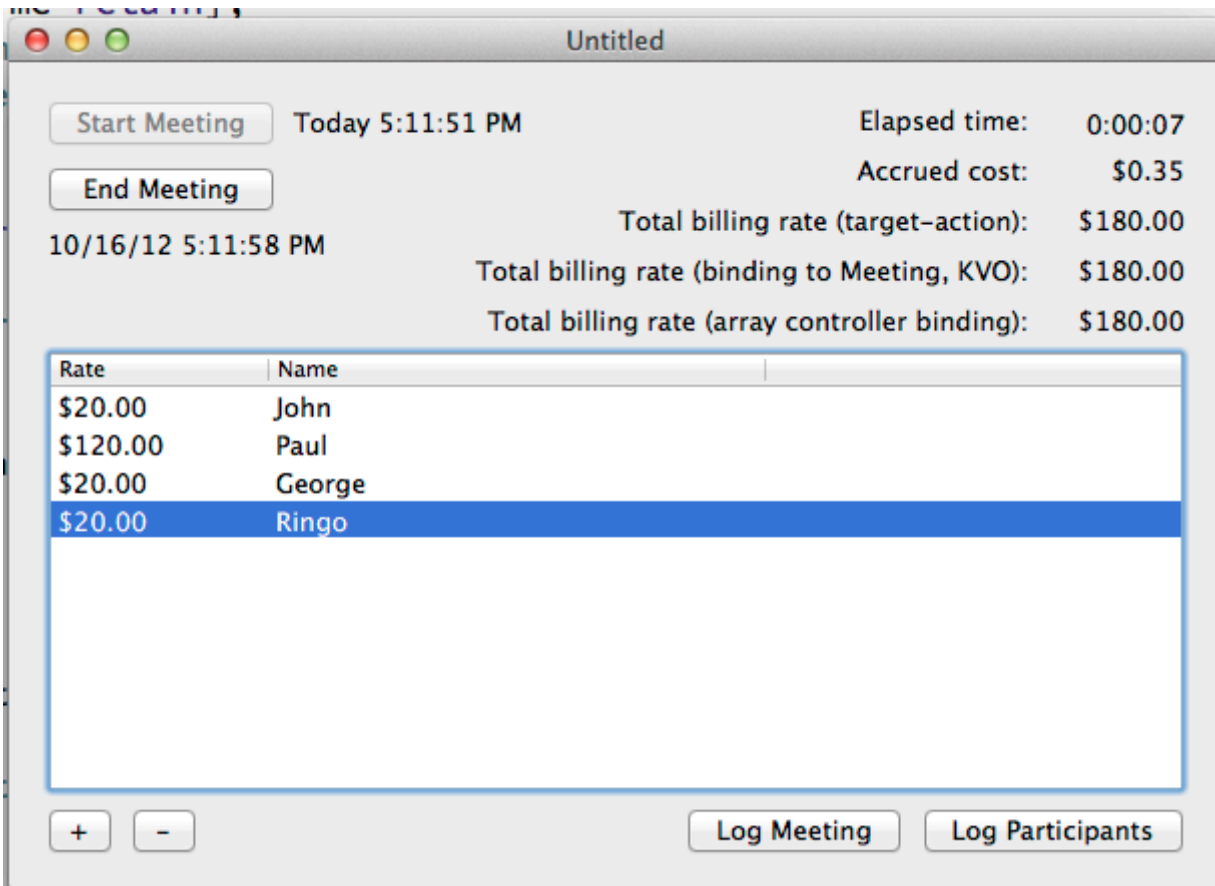 Untitled
Start Meeting Today 5:11:51 PM
Elapsed time: 0:00:07
End Meeting
Accrued cost: $0.35
10/16/12 5:11:58 PM
Total billing rate (target-action): $180.00
Total billing rate (binding to Meeting, KVO): $180.00
Total billing rate (array controller binding): $180.00
Rate Name
$20.00 John
$120.00 Paul
$20.00 George
$20.00 Ringo
+ -
Log Meeting Log Participants